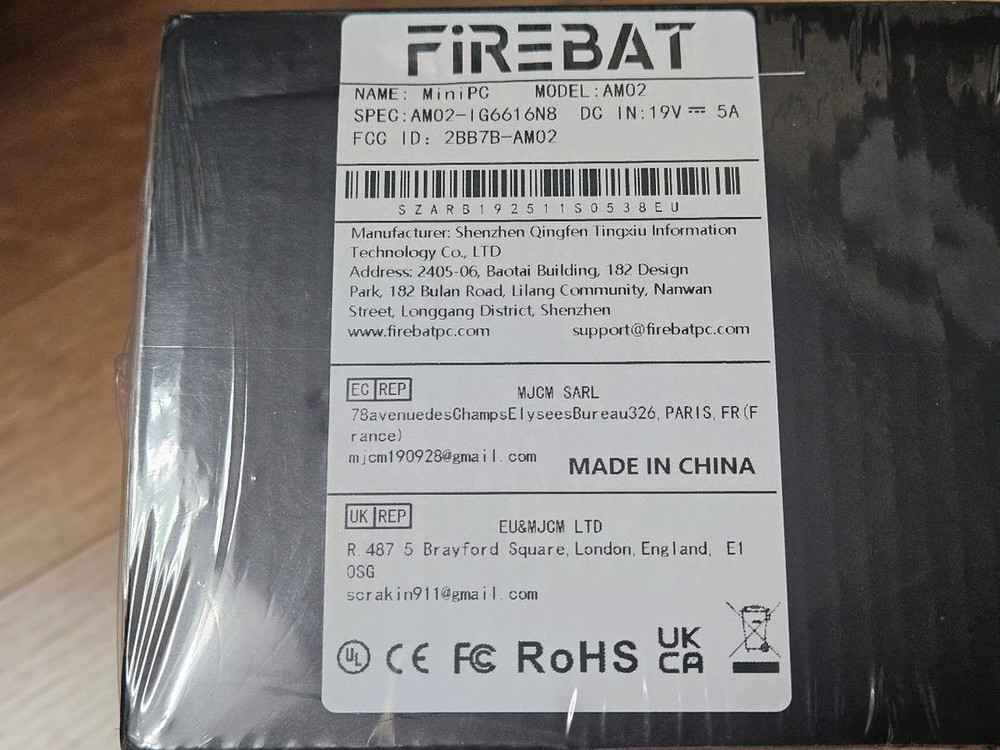 FiREBAT
NAME: MiniPC MODEL:AM02
SPEC:AM02-IG6616N8 DC IN:19V⎓5A
FCC ID: 2BB7B-AM02
SZARB192511S0538EU
Manufacturer: Shenzhen Qingfen Tingxiu Information
Technology Co., LTD
Address: 2405-06, Baotai Building, 182 Design
Park, 182 Bulan Road, Lilang Community, Nanwan
Street, Longgang District, Shenzhen
www.firebatpc.com support@firebatpc.com
EC REP MJCM SARL
78avenuedesChampsElyseesBureau326, PARIS, FR(F
rance)
mjcm190928@gmail.com
MADE IN CHINA
UK REP EU&MJCM LTD
R.487 5 Brayford Square, London, England, E1
0SG
scrakin911@gmail.com
UL CE FC RoHS UK
CA